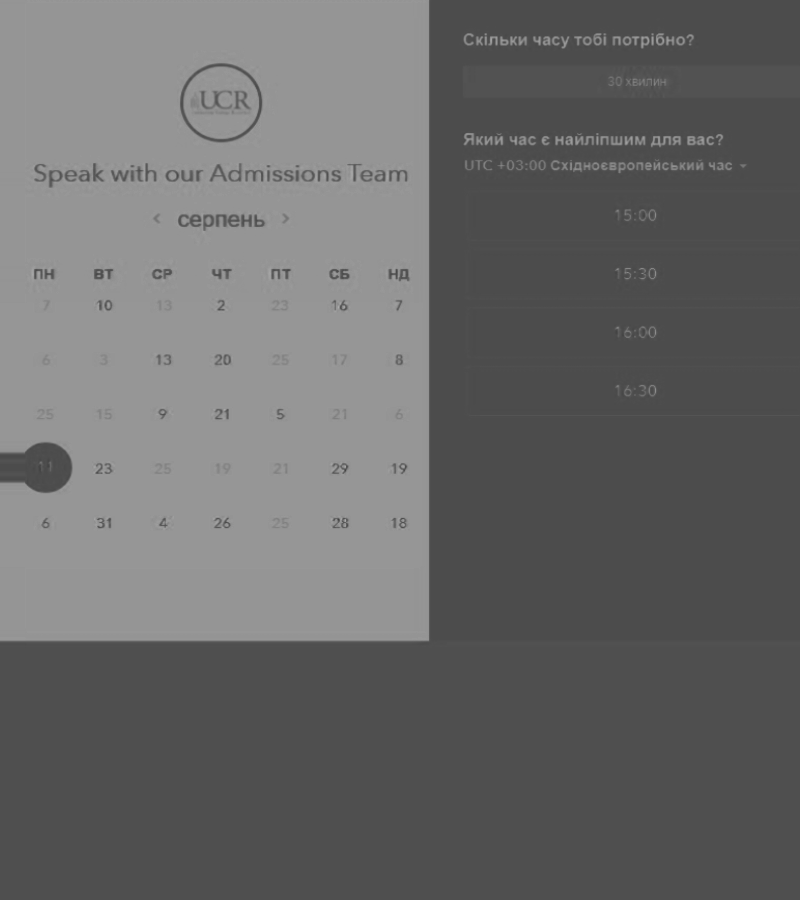 UCR
Speak with our Admissions Team
серпень
ПН ВТ СР ЧТ ПТ СБ НД
7 10 13 2 23 16 7
6 3 13 20 25 17 8
25 15 9 21 5 21 6
11 23 25 19 21 29 19
6 31 4 26 25 28 18
Скільки часу тобі потрібно?
30 хвилин
Який час є найліпшим для вас?
UTC +03:00 Східноєвропейський час
15:00
15:30
16:00
16:30